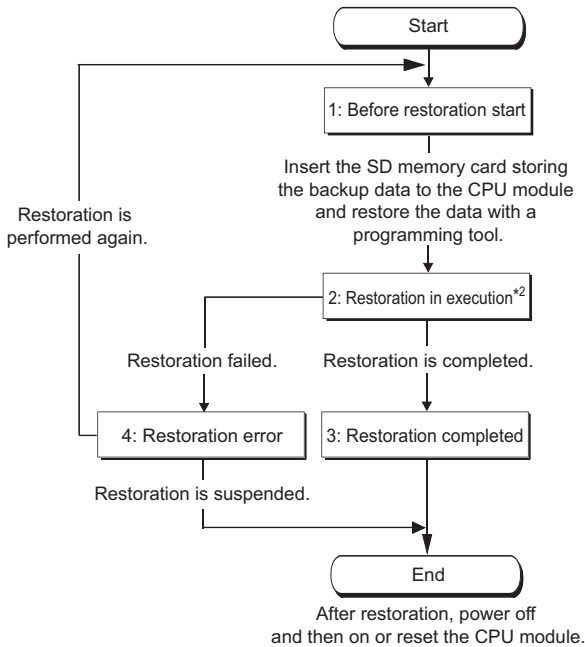 Start
1: Before restoration start
Insert the SD memory card storing
the backup data to the CPU module
and restore the data with a
programming tool.
Restoration is
performed again.
2: Restoration in execution*2
Restoration failed.
Restoration is completed.
4: Restoration error
3: Restoration completed
Restoration is suspended.
End
After restoration, power off
and then on or reset the CPU module.